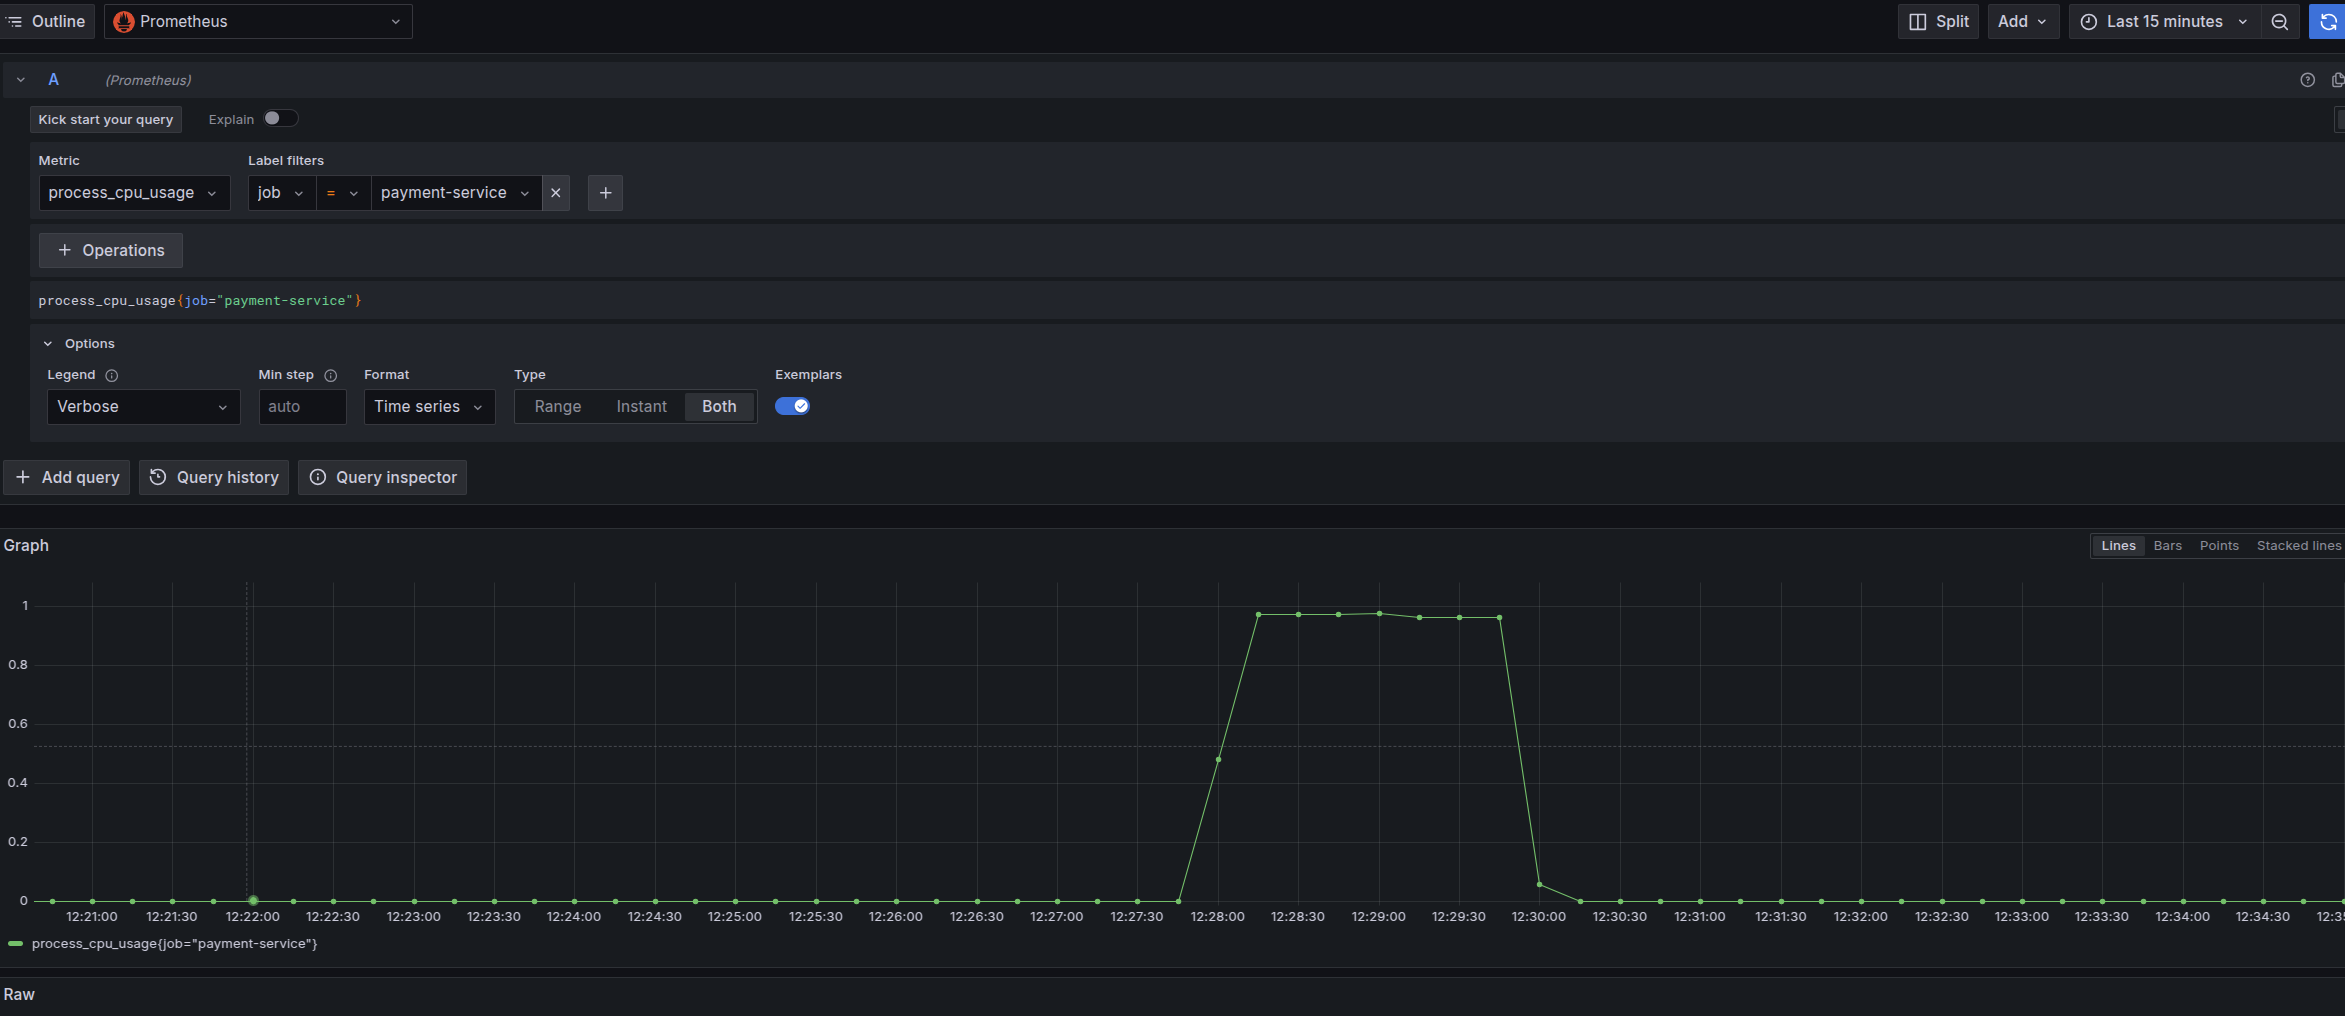 Outline Prometheus Split Add Last 15 minutes
A (Prometheus)
Kick start your query Explain
Metric Label filters
process_cpu_usage job = payment-service
Operations
process_cpu_usage{job="payment-service"}
Options
Legend Min step Format Type Exemplars
Verbose auto Time series Range Instant Both
Add query Query history Query inspector
Graph Lines Bars Points Stacked lines
1
0.8
0.6
0.4
0.2
0
12:21:00 12:21:30 12:22:00 12:22:30 12:23:00 12:23:30 12:24:00 12:24:30 12:25:00 12:25:30 12:26:00 12:26:30 12:27:00 12:27:30 12:28:00 12:28:30 12:29:00 12:29:30 12:30:00 12:30:30 12:31:00 12:31:30 12:32:00 12:32:30 12:33:00 12:33:30 12:34:00 12:34:30
process_cpu_usage{job="payment-service"}
Raw